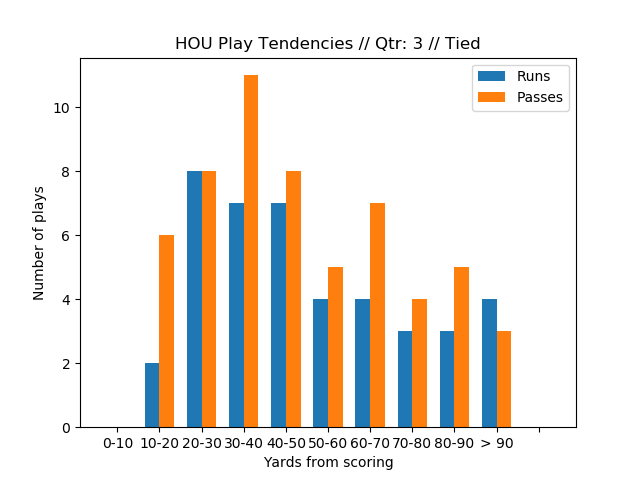 HOU Play Tendencies // Qtr: 3 // Tied
Runs
Passes
Number of plays
10
8
6
4
2
0
0-10 10-20 20-30 30-40 40-50 50-60 60-70 70-80 80-90 > 90
Yards from scoring